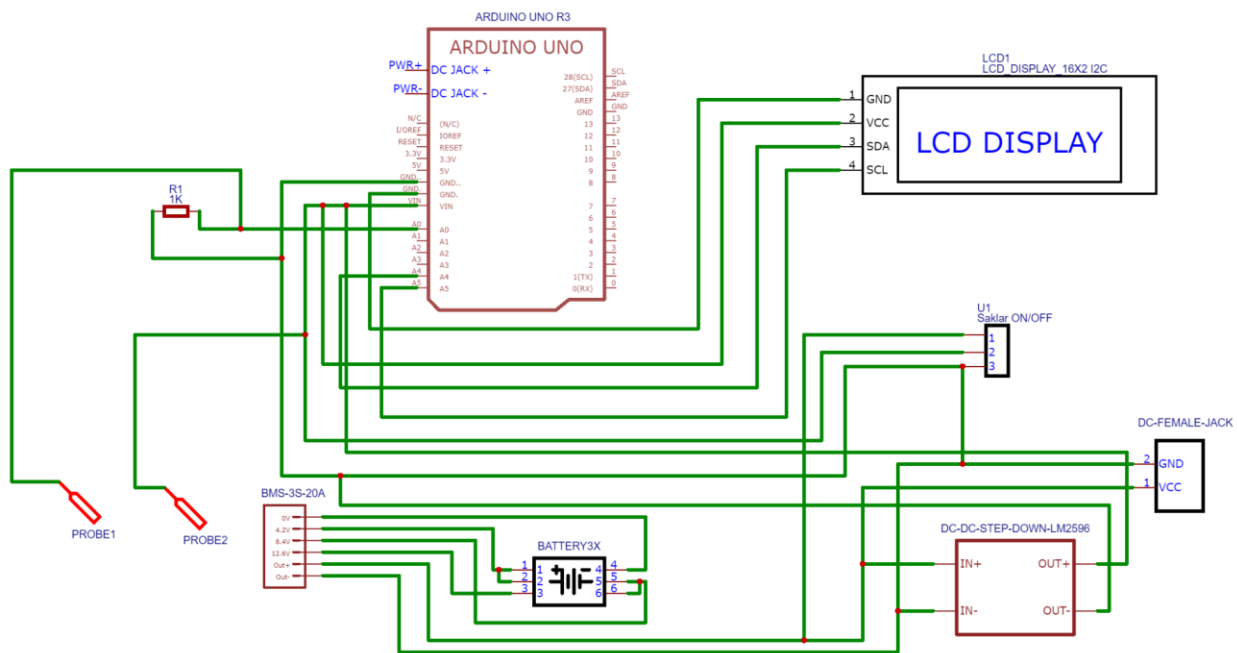 ARDUINO UNO R3
ARDUINO UNO
PWR+
DC JACK +
PWR-
DC JACK -
N/C
(N/C)
I/OREF
IOREF
RESET
RESET
3.3V
3.3V
5V
5V
GND..
GND..
GND.
GND.
VIN
VIN
A0
A0
A1
A1
A2
A2
A3
A3
A4
A4
A5
A5
28(SCL)
SCL
27(SDA)
SDA
AREF
AREF
GND
GND
13
13
12
12
11
11
10
10
9
9
8
8
7
7
6
6
5
5
4
4
3
3
2
2
1(TX)
1
0(RX)
0
LCD1
LCD_DISPLAY_16X2 I2C
1 GND
2 VCC
3 SDA
4 SCL
LCD DISPLAY
R1
1K
U1
Saklar ON/OFF
1
2
3
DC-FEMALE-JACK
2 GND
1 VCC
PROBE1
PROBE2
BMS-3S-20A
0V
4.2V
8.4V
12.6V
Out+
Out-
BATTERY3X
1 1
2 2
3 3
4 4
5 5
6 6
DC-DC-STEP-DOWN-LM2596
IN+
OUT+
IN-
OUT-